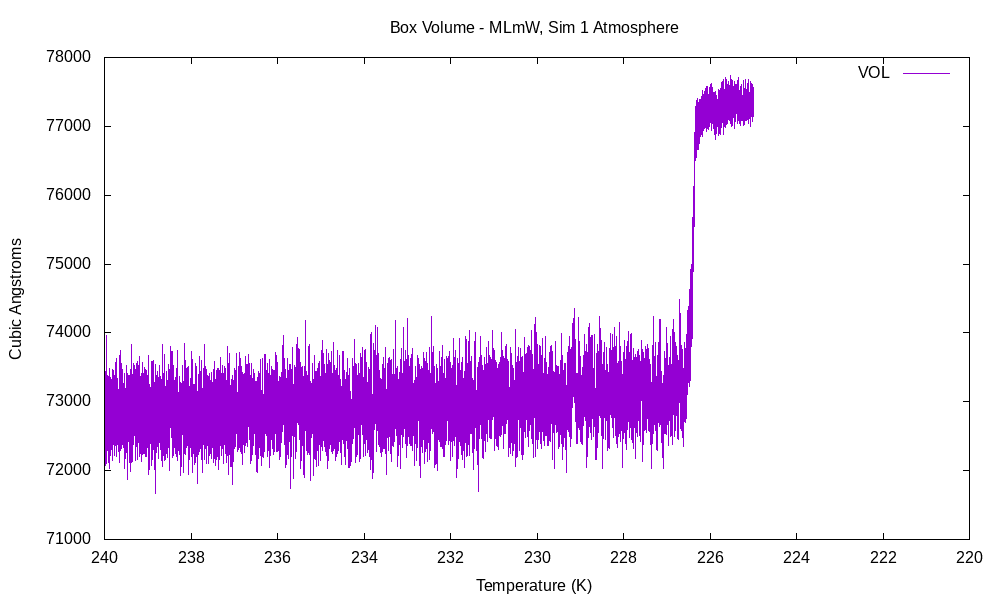 Box Volume - MLmW, Sim 1 Atmosphere
VOL
78000
77000
76000
75000
74000
73000
72000
71000
Cubic Angstroms
240 238 236 234 232 230 228 226 224 222 220
Temperature (K)